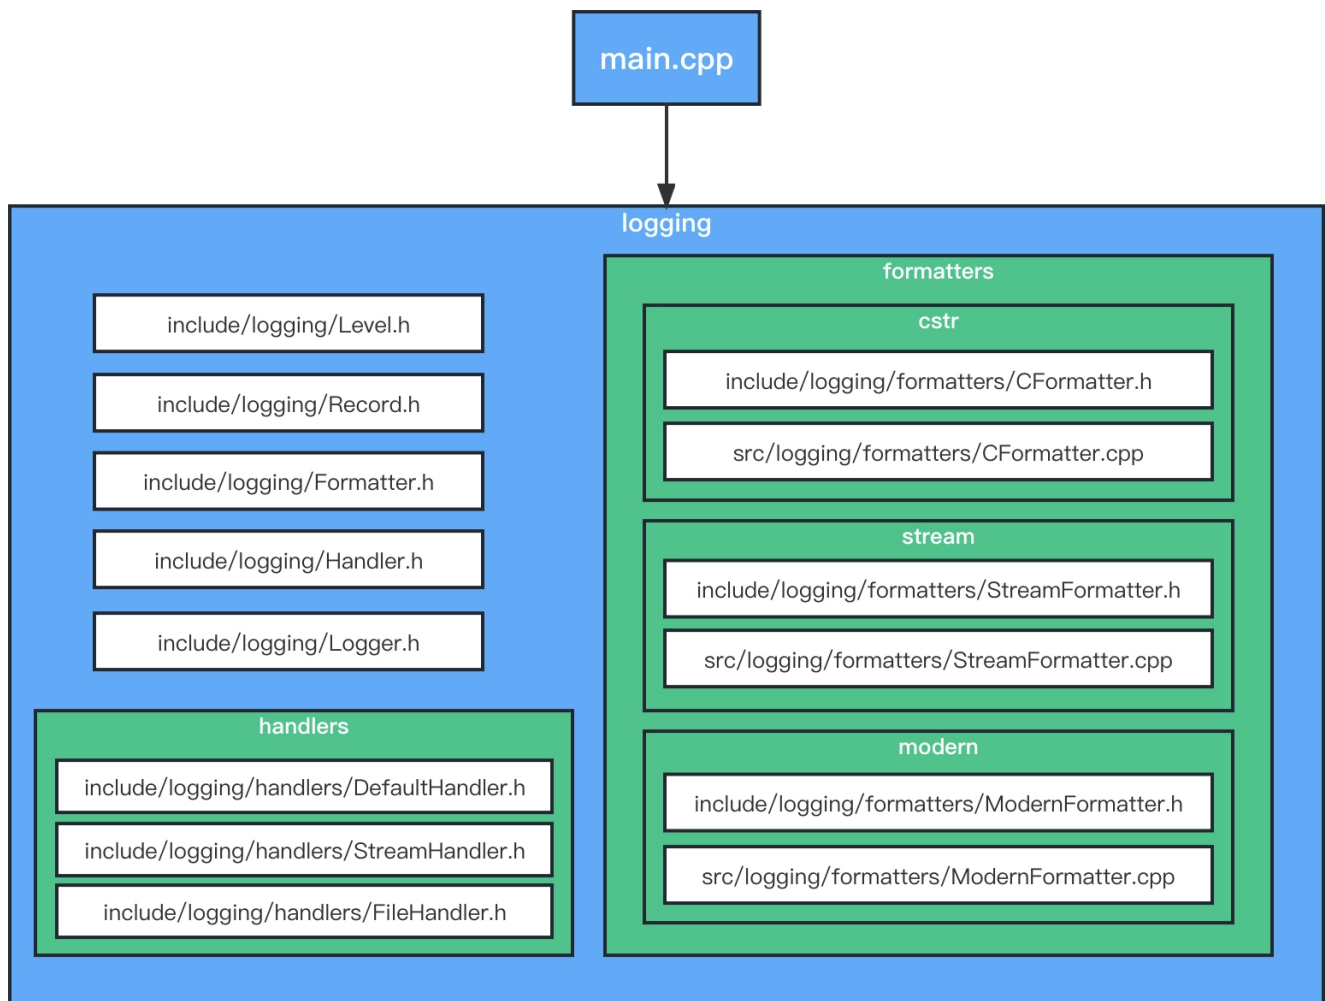 main.cpp
logging
include/logging/Level.h
include/logging/Record.h
include/logging/Formatter.h
include/logging/Handler.h
include/logging/Logger.h
handlers
include/logging/handlers/DefaultHandler.h
include/logging/handlers/StreamHandler.h
include/logging/handlers/FileHandler.h
formatters
cstr
include/logging/formatters/CFormatter.h
src/logging/formatters/CFormatter.cpp
stream
include/logging/formatters/StreamFormatter.h
src/logging/formatters/StreamFormatter.cpp
modern
include/logging/formatters/ModernFormatter.h
src/logging/formatters/ModernFormatter.cpp